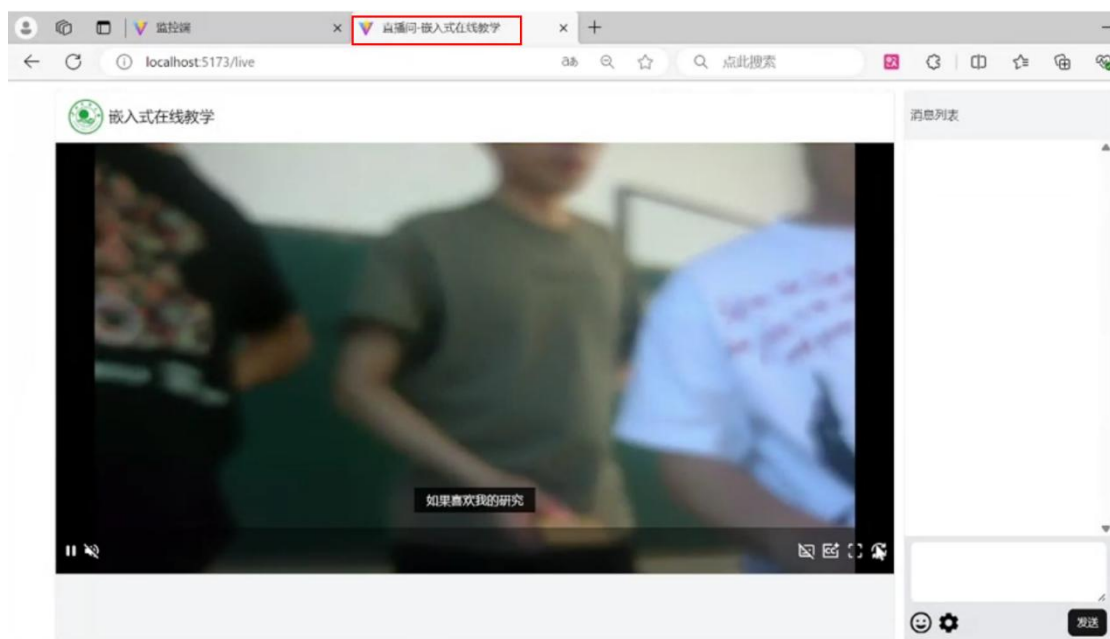 监控端
直播间-嵌入式在线教学
localhost:5173/live
aあ
点此搜索
嵌入式在线教学
消息列表
如果喜欢我的研究
发送